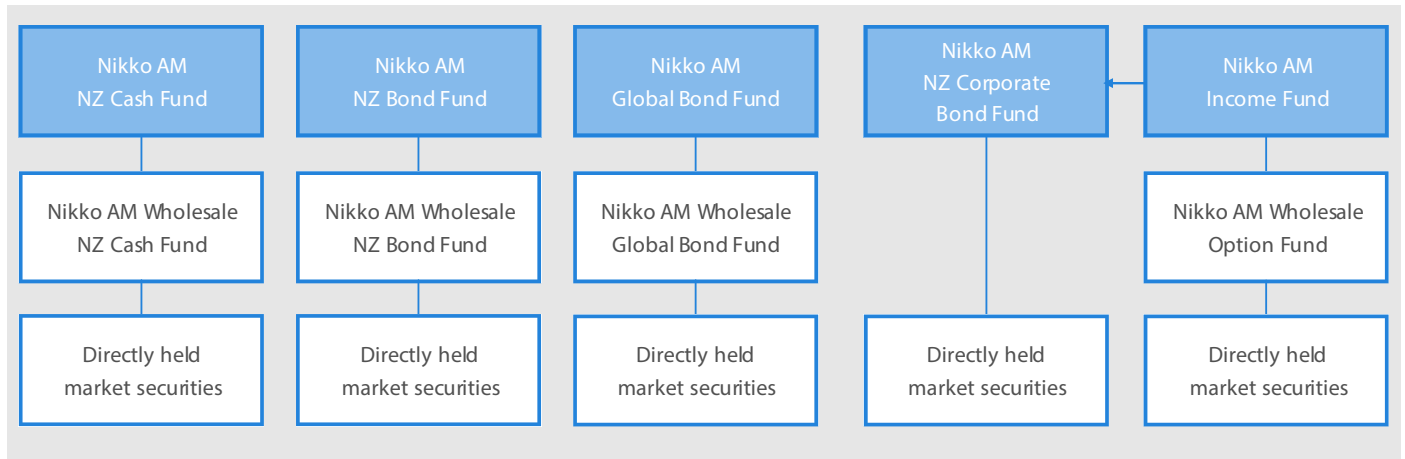 Nikko AM
NZ Cash Fund
Nikko AM
NZ Bond Fund
Nikko AM
Global Bond Fund
Nikko AM
NZ Corporate
Bond Fund
Nikko AM
Income Fund
Nikko AM Wholesale
NZ Cash Fund
Nikko AM Wholesale
NZ Bond Fund
Nikko AM Wholesale
Global Bond Fund
Nikko AM Wholesale
Option Fund
Directly held
market securities
Directly held
market securities
Directly held
market securities
Directly held
market securities
Directly held
market securities